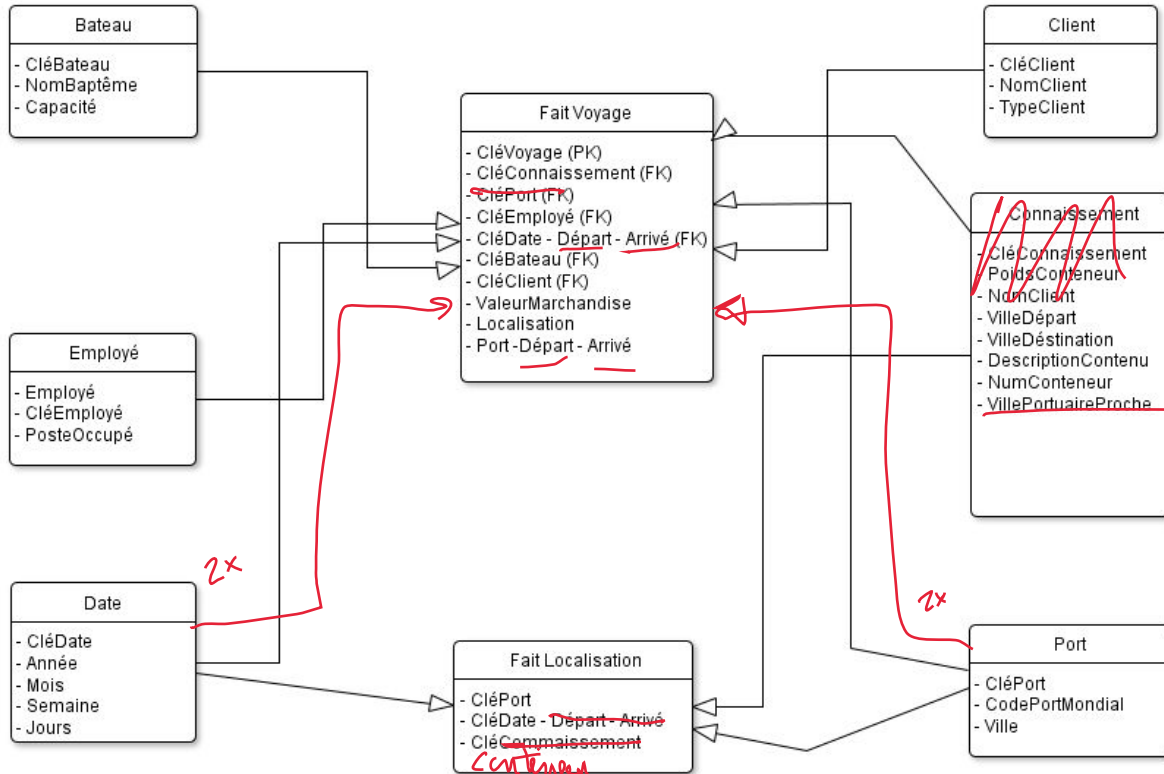 Bateau
- CléBateau
- NomBaptême
- Capacité
Client
- CléClient
- NomClient
- TypeClient
Fait Voyage
- CléVoyage (PK)
- CléConnaissement (FK)
- CléPort (FK)
- CléEmployé (FK)
- CléDate - Départ - Arrivé (FK)
- CléBateau (FK)
- CléClient (FK)
- ValeurMarchandise
- Localisation
- Port -Départ - Arrivé
Connaissement
- CléConnaissement
- PoidsConteneur
- NomClient
- VilleDépart
- VilleDéstination
- DescriptionContenu
- NumConteneur
- VillePortuaireProche
Employé
- Employé
- CléEmployé
- PosteOccupé
2x
2x
Date
- CléDate
- Année
- Mois
- Semaine
- Jours
Fait Localisation
- CléPort
- CléDate - Départ - Arrivé
- CléCommaissement
Port
- CléPort
- CodePortMondial
- Ville